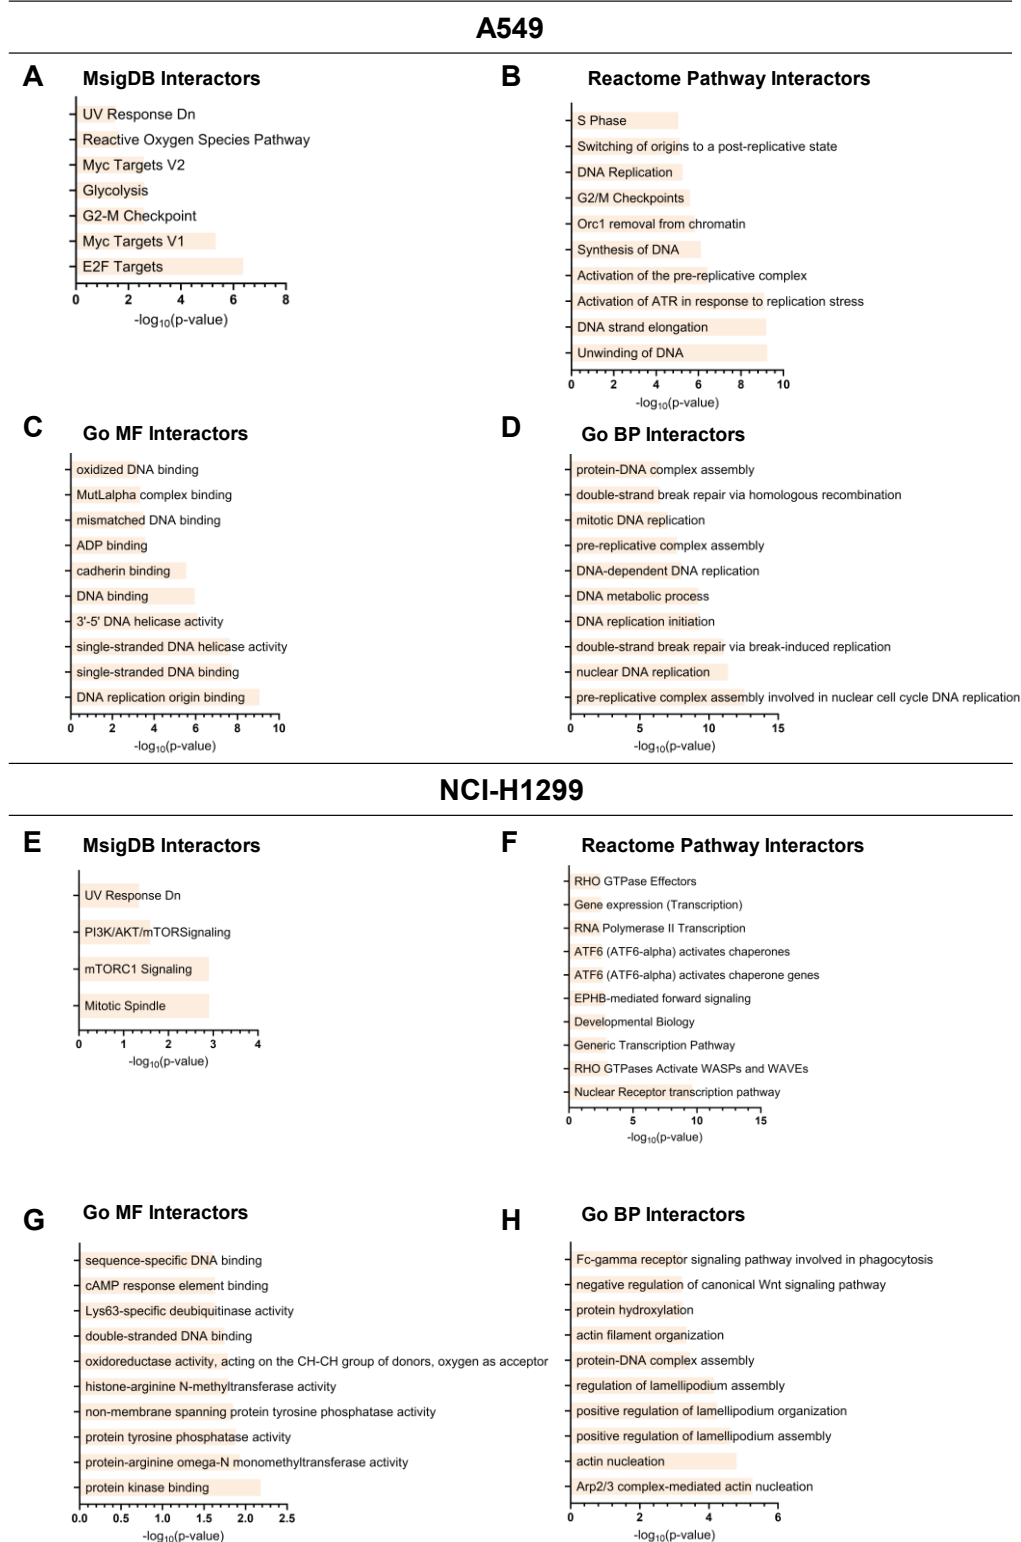 A549
A MsigDB Interactors
UV Response Dn
Reactive Oxygen Species Pathway
Myc Targets V2
Glycolysis
G2-M Checkpoint
Myc Targets V1
E2F Targets
0 2 4 6 8
-log10(p-value)
B Reactome Pathway Interactors
S Phase
Switching of origins to a post-replicative state
DNA Replication
G2/M Checkpoints
Orc1 removal from chromatin
Synthesis of DNA
Activation of the pre-replicative complex
Activation of ATR in response to replication stress
DNA strand elongation
Unwinding of DNA
0 2 4 6 8 10
-log10(p-value)
C Go MF Interactors
oxidized DNA binding
MutLalpha complex binding
mismatched DNA binding
ADP binding
cadherin binding
DNA binding
3'-5' DNA helicase activity
single-stranded DNA helicase activity
single-stranded DNA binding
DNA replication origin binding
0 2 4 6 8 10
-log10(p-value)
D Go BP Interactors
protein-DNA complex assembly
double-strand break repair via homologous recombination
mitotic DNA replication
pre-replicative complex assembly
DNA-dependent DNA replication
DNA metabolic process
DNA replication initiation
double-strand break repair via break-induced replication
nuclear DNA replication
pre-replicative complex assembly involved in nuclear cell cycle DNA replication
0 5 10 15
-log10(p-value)
NCI-H1299
E MsigDB Interactors
UV Response Dn
PI3K/AKT/mTORSignaling
mTORC1 Signaling
Mitotic Spindle
0 1 2 3 4
-log10(p-value)
F Reactome Pathway Interactors
RHO GTPase Effectors
Gene expression (Transcription)
RNA Polymerase II Transcription
ATF6 (ATF6-alpha) activates chaperones
ATF6 (ATF6-alpha) activates chaperone genes
EPHB-mediated forward signaling
Developmental Biology
Generic Transcription Pathway
RHO GTPases Activate WASPs and WAVEs
Nuclear Receptor transcription pathway
0 5 10 15
-log10(p-value)
G Go MF Interactors
sequence-specific DNA binding
cAMP response element binding
Lys63-specific deubiquitinase activity
double-stranded DNA binding
oxidoreductase activity, acting on the CH-CH group of donors, oxygen as acceptor
histone-arginine N-methyltransferase activity
non-membrane spanning protein tyrosine phosphatase activity
protein tyrosine phosphatase activity
protein-arginine omega-N monomethyltransferase activity
protein kinase binding
0.0 0.5 1.0 1.5 2.0 2.5
-log10(p-value)
H Go BP Interactors
Fc-gamma receptor signaling pathway involved in phagocytosis
negative regulation of canonical Wnt signaling pathway
protein hydroxylation
actin filament organization
protein-DNA complex assembly
regulation of lamellipodium assembly
positive regulation of lamellipodium organization
positive regulation of lamellipodium assembly
actin nucleation
Arp2/3 complex-mediated actin nucleation
0 2 4 6
-log10(p-value)